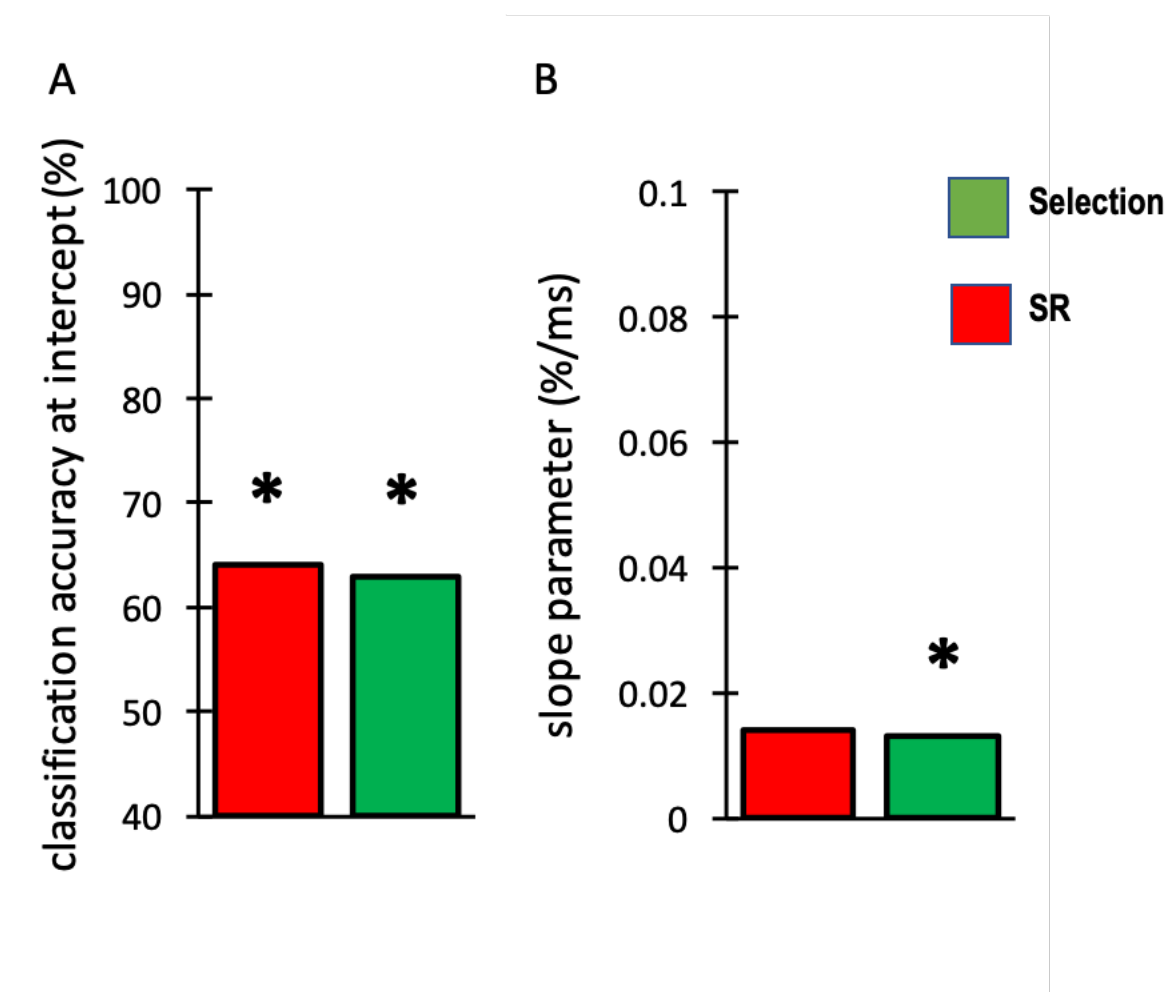 A
classification accuracy at intercept (%)
100
90
80
70
60
50
40
*
*
B
slope parameter (%/ms)
0.1
0.08
0.06
0.04
0.02
0
*
Selection
SR